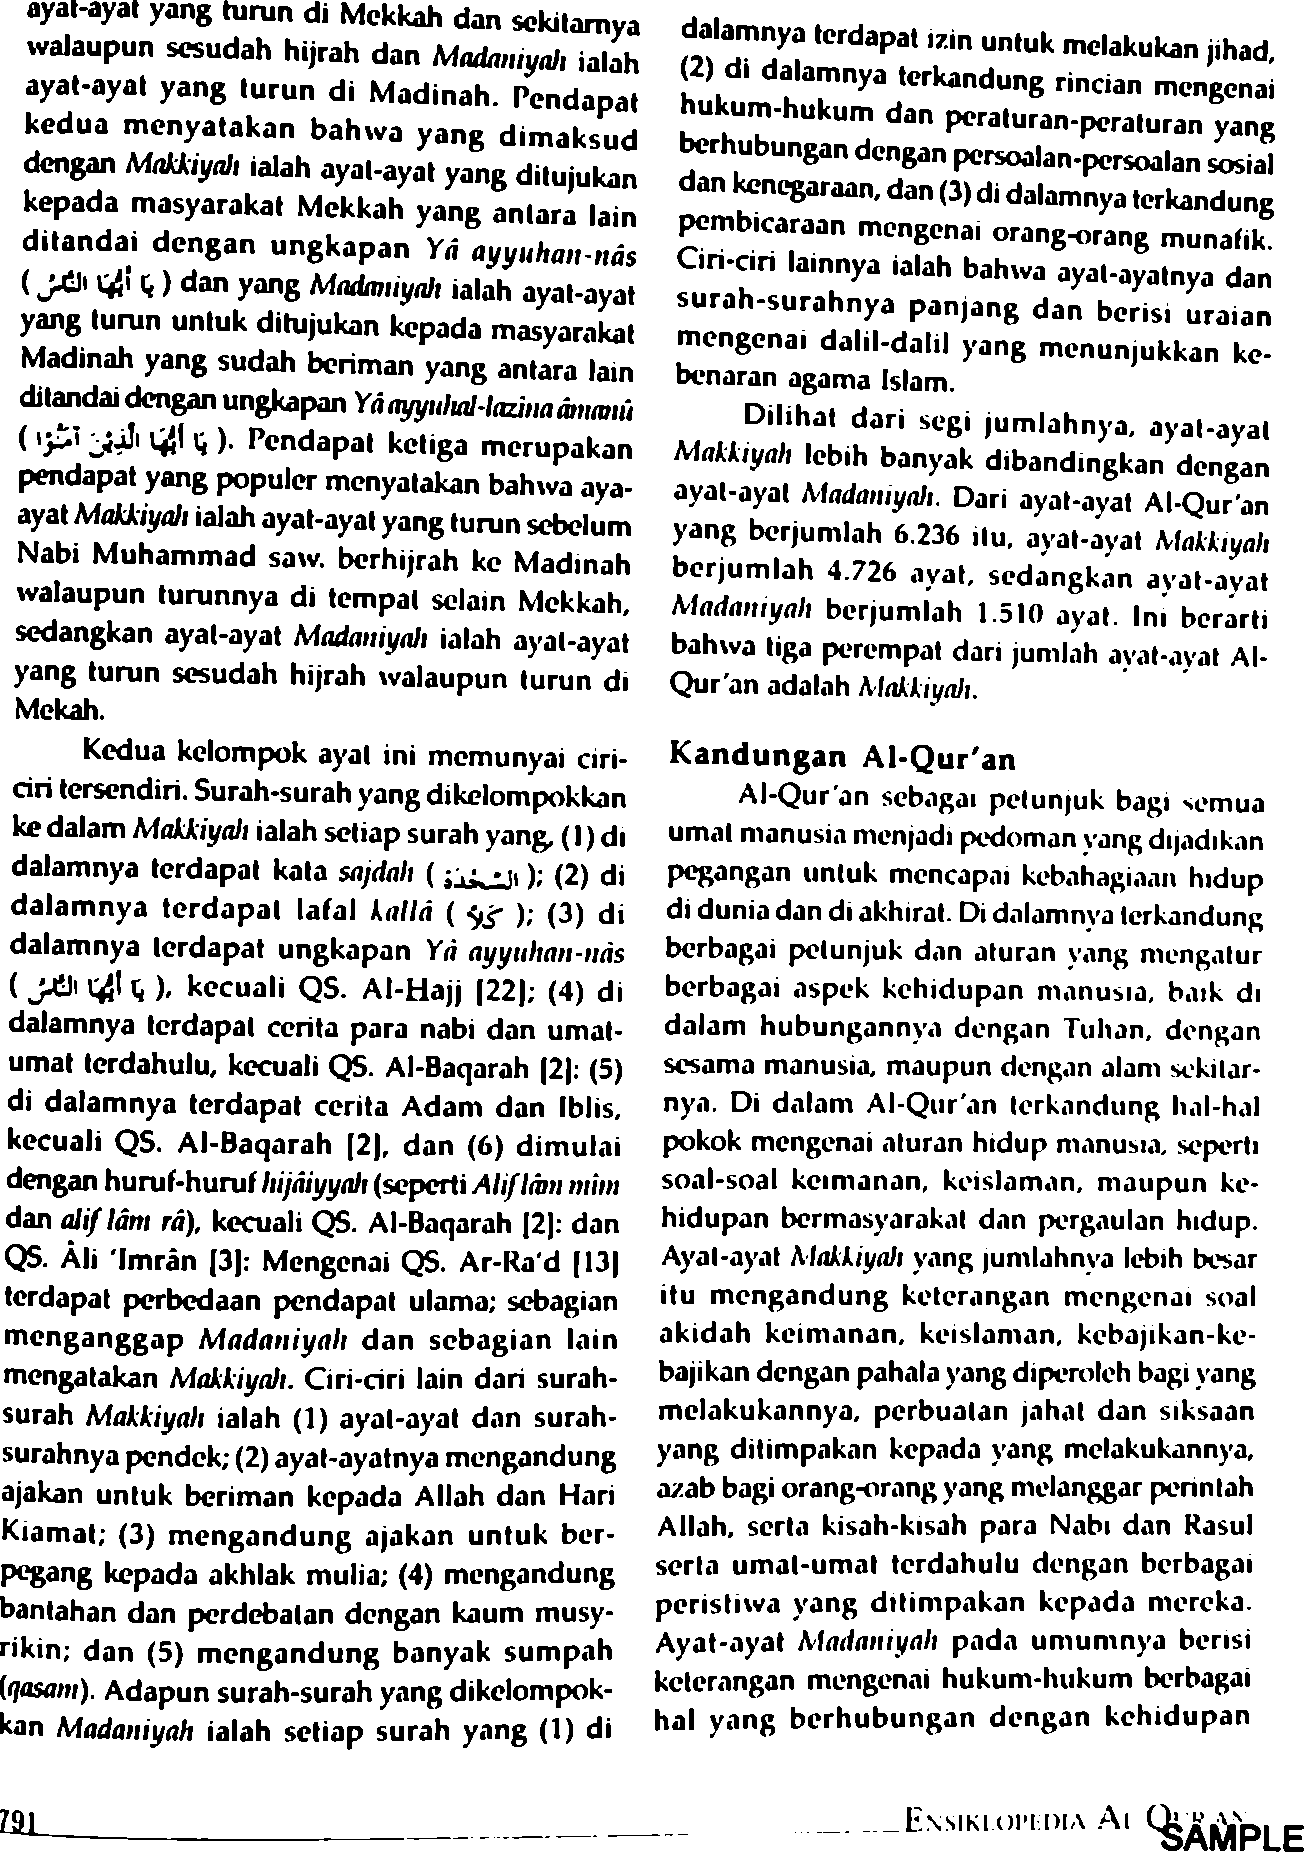 ayat-ayat yang turun di Mekkah dan sekitarnya
walaupun sesudah hijrah dan Madaniyah ialah
ayat-ayat yang turun di Madinah. Pendapat
kedua menyatakan bahwa yang dimaksud
dengan Makkiyah ialah ayat-ayat yang ditujukan
kepada masyarakat Mekkah yang antara lain
ditandai dengan ungkapan Yâ ayyuhan-nâs
( يَا أَيُّهَا النَّاسُ ) dan yang Madaniyah ialah ayat-ayat
yang turun untuk ditujukan kepada masyarakat
Madinah yang sudah beriman yang antara lain
ditandai dengan ungkapan Yâ ayyuhal-lazina âmanû
( يَا أَيُّهَا الَّذِيْنَ آمَنُوْا ). Pendapat ketiga merupakan
pendapat yang populer menyatakan bahwa aya-
ayat Makkiyah ialah ayat-ayat yang turun sebelum
Nabi Muhammad saw. berhijrah ke Madinah
walaupun turunnya di tempat selain Mekkah,
sedangkan ayat-ayat Madaniyah ialah ayat-ayat
yang turun sesudah hijrah walaupun turun di
Mekah.
Kedua kelompok ayat ini memunyai ciri-
ciri tersendiri. Surah-surah yang dikelompokkan
ke dalam Makkiyah ialah setiap surah yang, (1) di
dalamnya terdapat kata sajdah ( السَّجْدَةُ ); (2) di
dalamnya terdapat lafal kallâ ( كَلَّا ); (3) di
dalamnya terdapat ungkapan Yâ ayyuhan-nâs
( يَا أَيُّهَا النَّاسُ ), kecuali QS. Al-Hajj [22]; (4) di
dalamnya terdapat cerita para nabi dan umat-
umat terdahulu, kecuali QS. Al-Baqarah [2]: (5)
di dalamnya terdapat cerita Adam dan Iblis,
kecuali QS. Al-Baqarah [2], dan (6) dimulai
dengan huruf-huruf hijâiyyah (seperti Alif lâm mîm
dan alif lâm râ), kecuali QS. Al-Baqarah [2]: dan
QS. Âli 'Imrân [3]: Mengenai QS. Ar-Ra'd [13]
terdapat perbedaan pendapat ulama; sebagian
menganggap Madaniyah dan sebagian lain
mengatakan Makkiyah. Ciri-ciri lain dari surah-
surah Makkiyah ialah (1) ayat-ayat dan surah-
surahnya pendek; (2) ayat-ayatnya mengandung
ajakan untuk beriman kepada Allah dan Hari
Kiamat; (3) mengandung ajakan untuk ber-
pegang kepada akhlak mulia; (4) mengandung
bantahan dan perdebatan dengan kaum musy-
rikin; dan (5) mengandung banyak sumpah
(qasam). Adapun surah-surah yang dikelompok-
kan Madaniyah ialah setiap surah yang (1) di
dalamnya terdapat izin untuk melakukan jihad,
(2) di dalamnya terkandung rincian mengenai
hukum-hukum dan peraturan-peraturan yang
berhubungan dengan persoalan-persoalan sosial
dan kenegaraan, dan (3) di dalamnya terkandung
pembicaraan mengenai orang-orang munafik.
Ciri-ciri lainnya ialah bahwa ayat-ayatnya dan
surah-surahnya panjang dan berisi uraian
mengenai dalil-dalil yang menunjukkan ke-
benaran agama Islam.
Dilihat dari segi jumlahnya, ayat-ayat
Makkiyah lebih banyak dibandingkan dengan
ayat-ayat Madaniyah. Dari ayat-ayat Al-Qur'an
yang berjumlah 6.236 itu, ayat-ayat Makkiyah
berjumlah 4.726 ayat, sedangkan ayat-ayat
Madaniyah berjumlah 1.510 ayat. Ini berarti
bahwa tiga perempat dari jumlah ayat-ayat Al-
Qur'an adalah Makkiyah.
Kandungan Al-Qur'an
Al-Qur'an sebagai petunjuk bagi semua
umat manusia menjadi pedoman yang dijadikan
pegangan untuk mencapai kebahagiaan hidup
di dunia dan di akhirat. Di dalamnya terkandung
berbagai petunjuk dan aturan yang mengatur
berbagai aspek kehidupan manusia, baik di
dalam hubungannya dengan Tuhan, dengan
sesama manusia, maupun dengan alam sekitar-
nya. Di dalam Al-Qur'an terkandung hal-hal
pokok mengenai aturan hidup manusia, seperti
soal-soal keimanan, keislaman, maupun ke-
hidupan bermasyarakat dan pergaulan hidup.
Ayat-ayat Makkiyah yang jumlahnya lebih besar
itu mengandung keterangan mengenai soal
akidah keimanan, keislaman, kebajikan-ke-
bajikan dengan pahala yang diperoleh bagi yang
melakukannya, perbuatan jahat dan siksaan
yang ditimpakan kepada yang melakukannya,
azab bagi orang-orang yang melanggar perintah
Allah, serta kisah-kisah para Nabi dan Rasul
serta umat-umat terdahulu dengan berbagai
peristiwa yang ditimpakan kepada mereka.
Ayat-ayat Madaniyah pada umumnya berisi
keterangan mengenai hukum-hukum berbagai
hal yang berhubungan dengan kehidupan
791
ENSIKLOPEDIA AL QUR'AN
SAMPLE